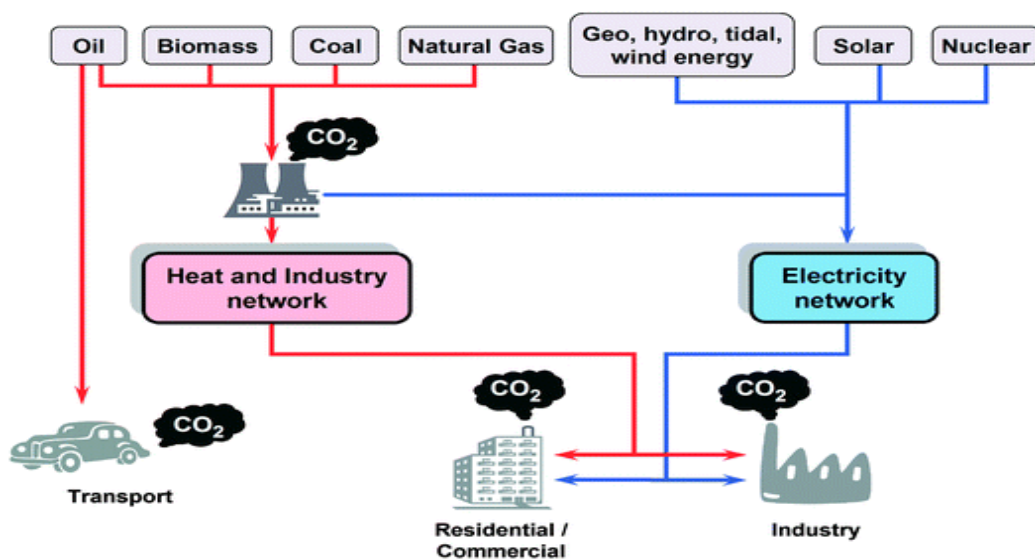 Oil
Biomass
Coal
Natural Gas
Geo, hydro, tidal,
wind energy
Solar
Nuclear
CO₂
Heat and Industry
network
Electricity
network
CO₂
CO₂
CO₂
Transport
Residential /
Commercial
Industry